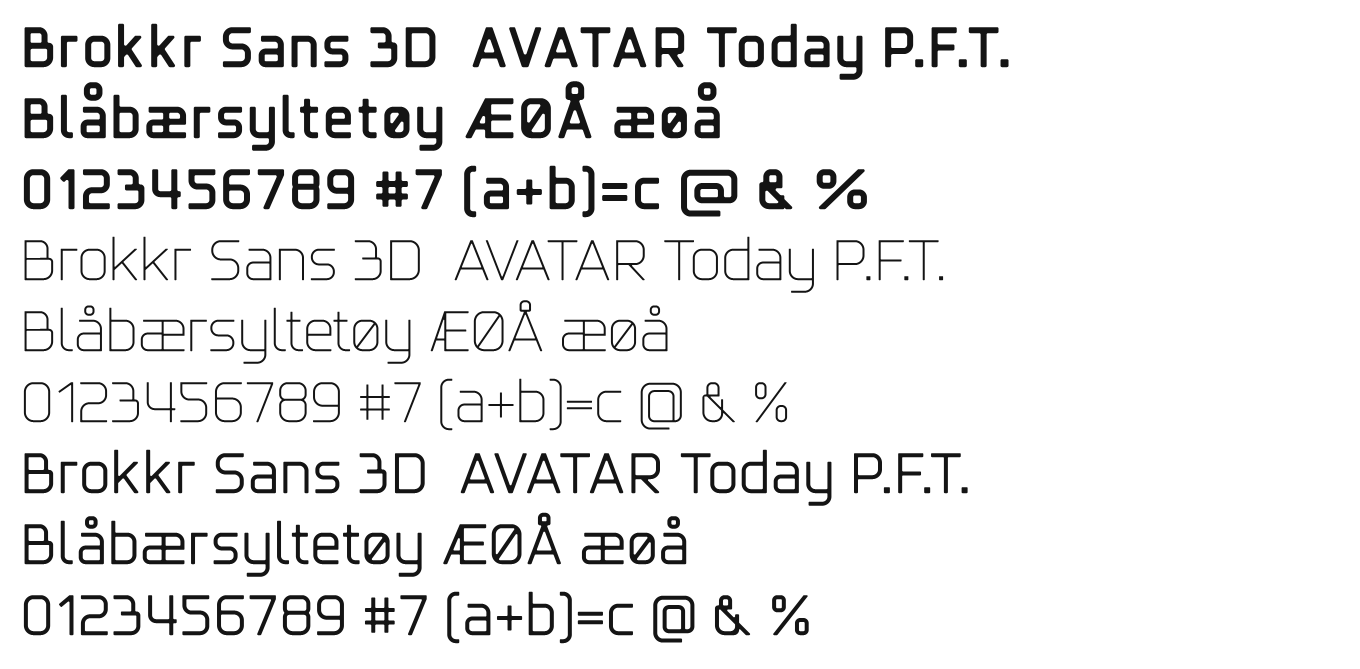 Brokkr Sans 3D  AVATAR Today P.F.T.
Blåbærsyltetøy ÆØÅ æøå
0123456789 #7 (a+b)=c @ & %
Brokkr Sans 3D  AVATAR Today P.F.T.
Blåbærsyltetøy ÆØÅ æøå
0123456789 #7 (a+b)=c @ & %
Brokkr Sans 3D  AVATAR Today P.F.T.
Blåbærsyltetøy ÆØÅ æøå
0123456789 #7 (a+b)=c @ & %